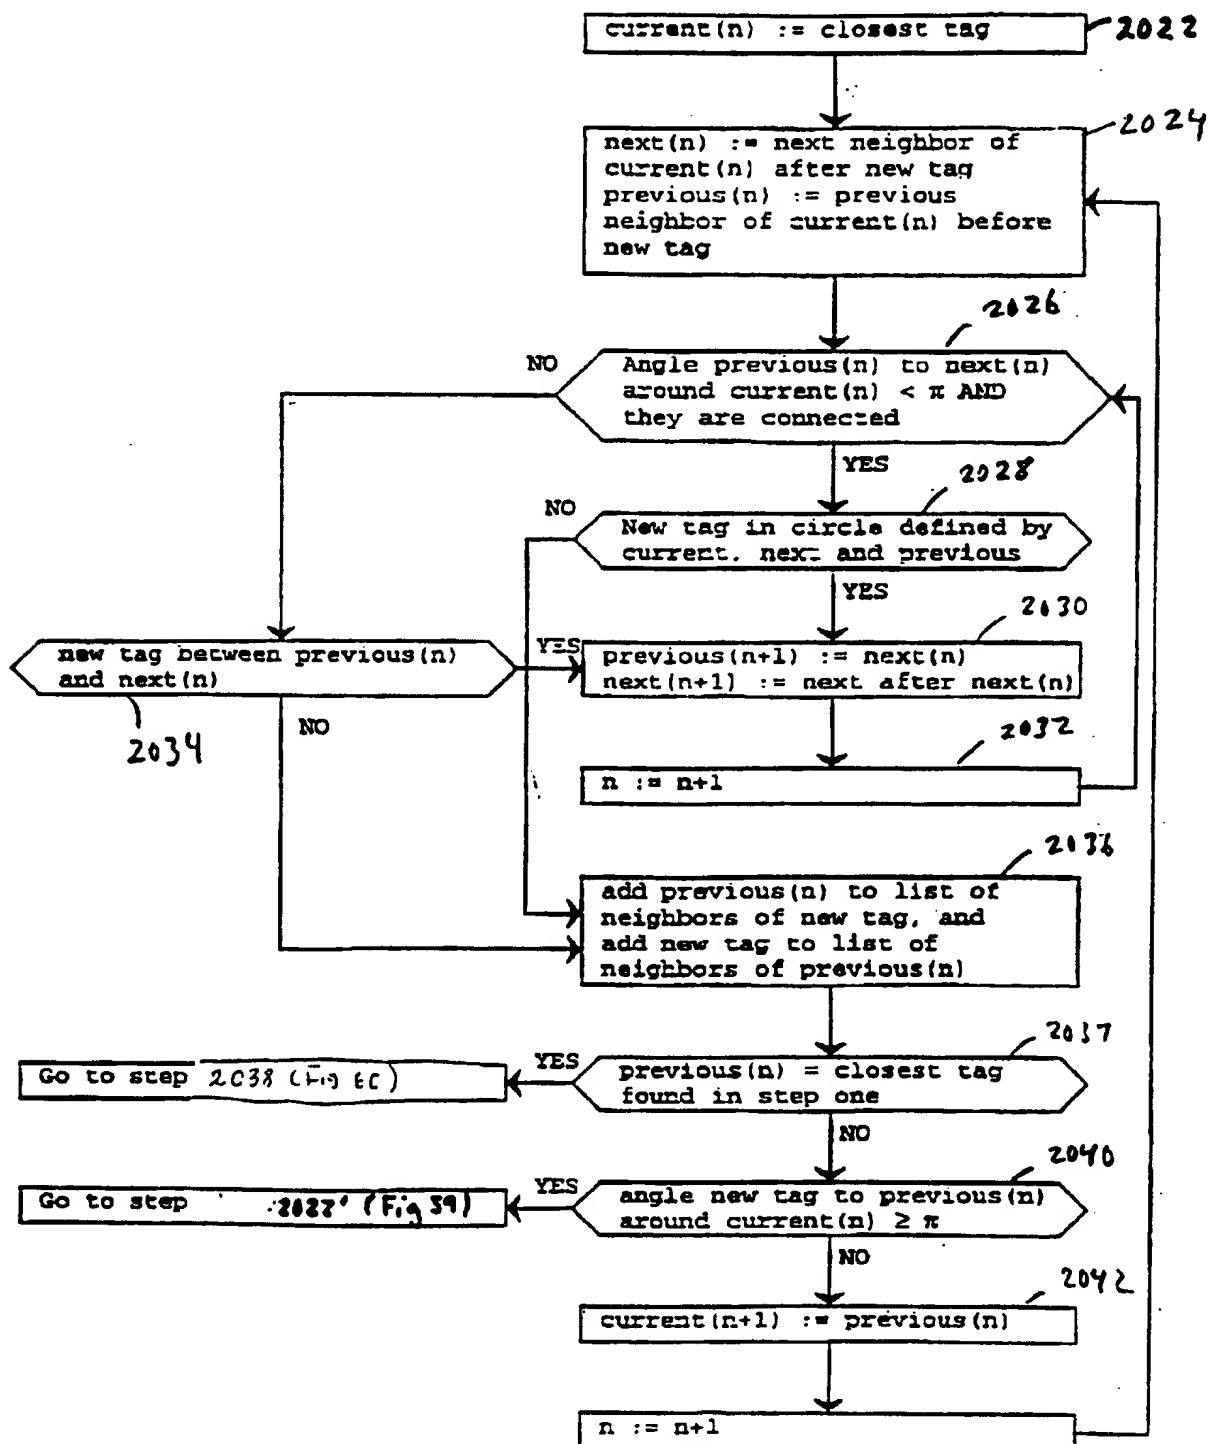 current(n) := closest tag
2022
2024
next(n) := next neighbor of
current(n) after new tag
previous(n) := previous
neighbor of current(n) before
new tag
2026
NO
Angle previous(n) to next(n)
around current(n) < π AND
they are connected
YES
2028
NO
New tag in circle defined by
current, next and previous
YES
2030
new tag between previous(n)
and next(n)
YES
previous(n+1) := next(n)
next(n+1) := next after next(n)
2034
NO
2032
n := n+1
2036
add previous(n) to list of
neighbors of new tag, and
add new tag to list of
neighbors of previous(n)
2037
Go to step 2038 (Fig 60)
YES
previous(n) = closest tag
found in step one
NO
2040
Go to step 2022' (Fig 59)
YES
angle new tag to previous(n)
around current(n) ≥ π
NO
2042
current(n+1) := previous(n)
n := n+1